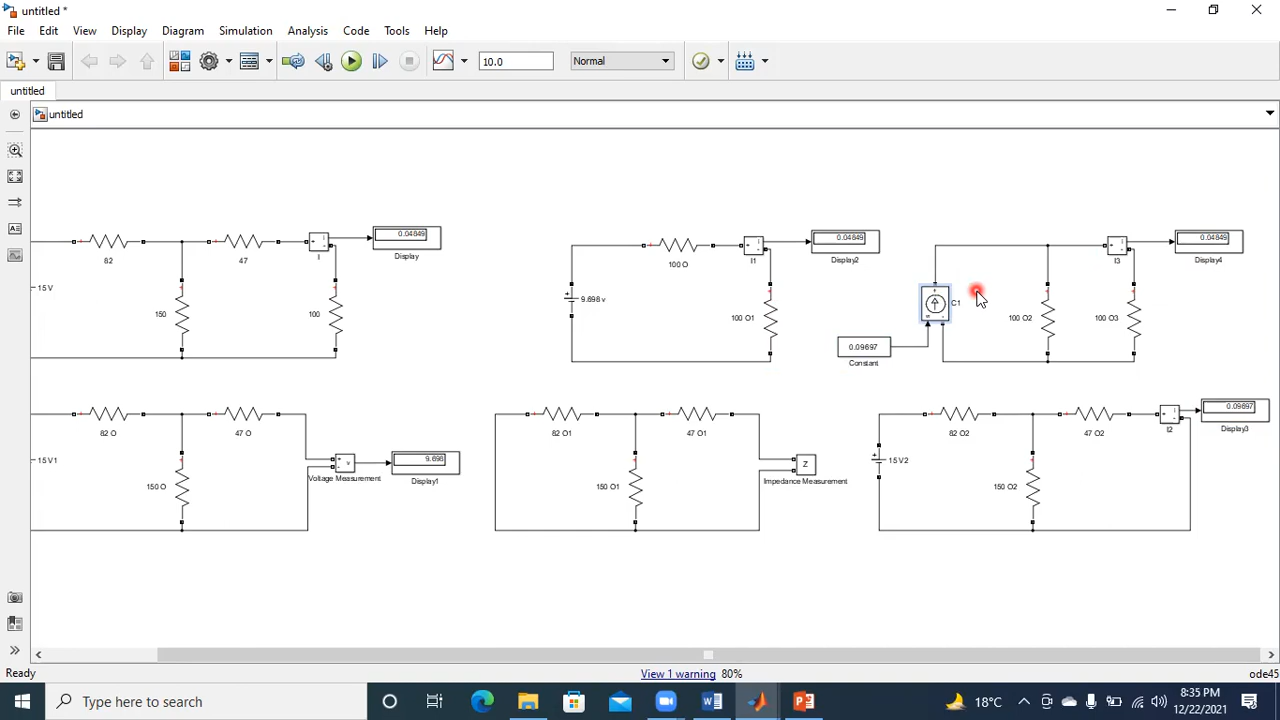 untitled *
File Edit View Display Diagram Simulation Analysis Code Tools Help
10.0 Normal
untitled
untitled
0.04849
82 47 I Display
15 V 150 100
0.04849
100 O I1 Display2
9.698 v 100 O1
0.04849
I3 Display4
C1 100 O2 100 O3
0.09697
Constant
82 O 47 O
15 V1 150 O
v
Voltage Measurement
9.698
Display1
82 O1 47 O1
150 O1
Z
Impedance Measurement
0.09697
82 O2 47 O2 I2 Display3
15 V2 150 O2
Ready View 1 warning 80% ode45
Type here to search
18°C
8:35 PM
12/22/2021